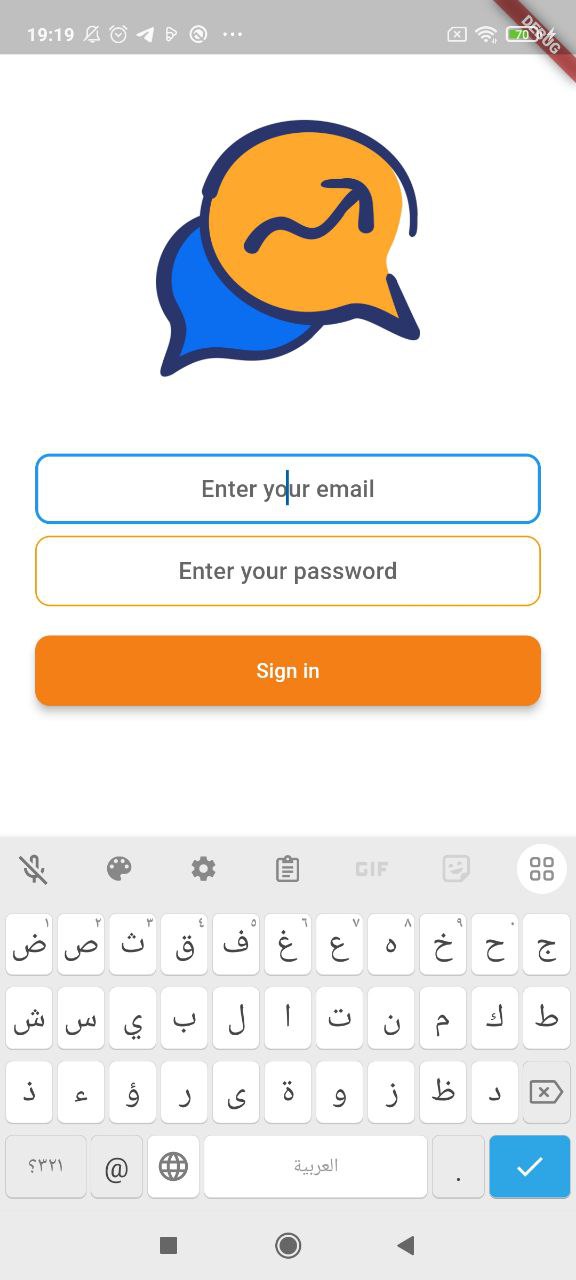 19:19
70
DEBUG
Enter your email
Enter your password
Sign in
GIF
ض ص ث ق ف غ ع ه خ ح ج
١ ٢ ٣ ٤ ٥ ٦ ٧ ٨ ٩ ٠
ش س ي ب ل ا ت ن م ك ط
ذ ء ؤ ر ى ة و ز ظ د
؟٣٢١ @ العربية .